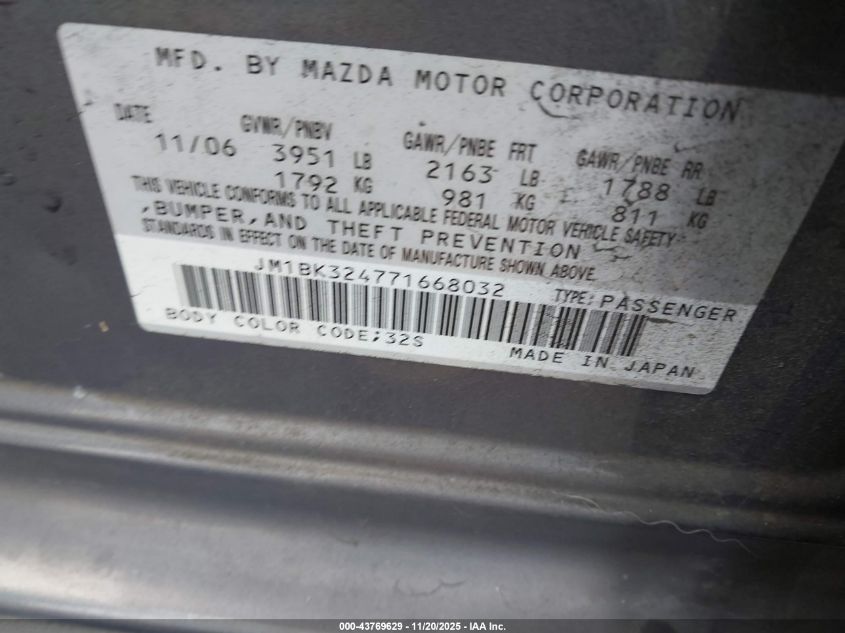 MFD. BY MAZDA MOTOR CORPORATION
DATE GVWR/PNBV GAWR/PNBE FRT GAWR/PNBE RR
11/06 3951 LB 2163 LB 1788 LB
1792 KG 981 KG 811 KG
THIS VEHICLE CONFORMS TO ALL APPLICABLE FEDERAL MOTOR VEHICLE SAFETY
,BUMPER,AND THEFT PREVENTION
STANDARDS IN EFFECT ON THE DATE OF MANUFACTURE SHOWN ABOVE.
JM1BK324771668032 TYPE: PASSENGER
BODY COLOR CODE;32S
MADE IN JAPAN
000-43769629 - 11/20/2025 - IAA Inc.